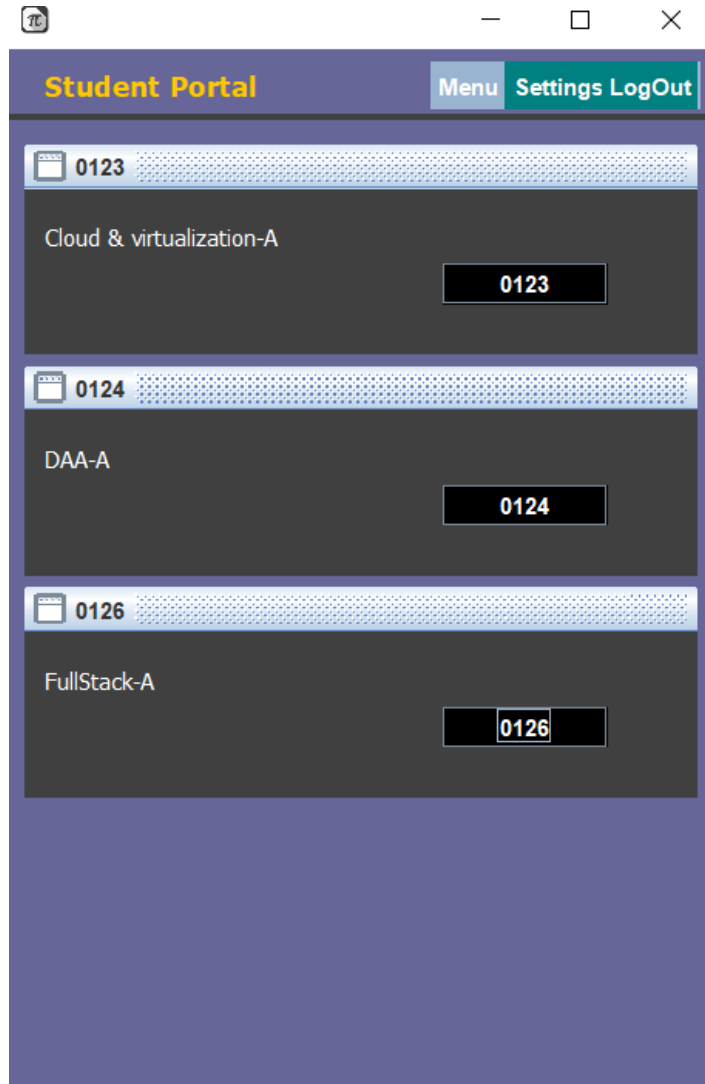 π
Student Portal Menu Settings LogOut
0123
Cloud & virtualization-A
0123
0124
DAA-A
0124
0126
FullStack-A
0126